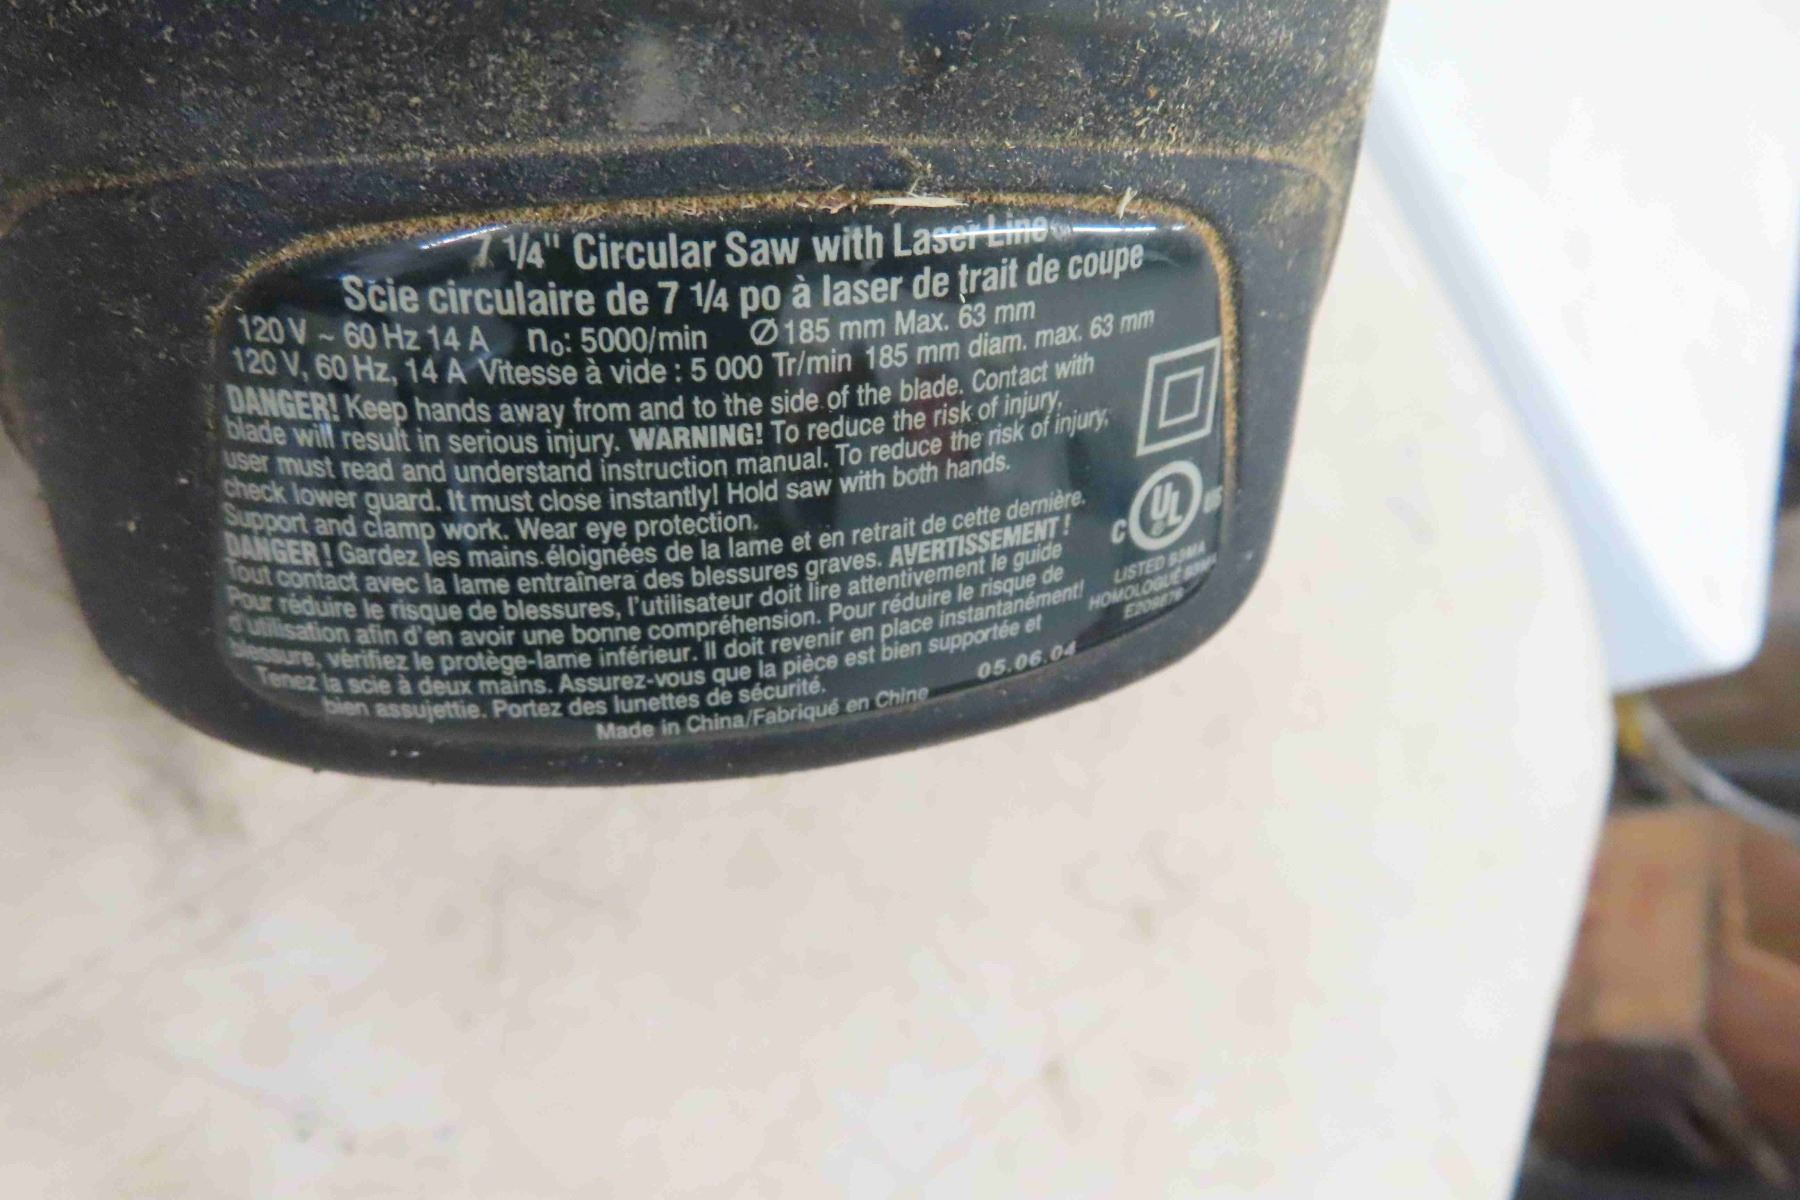 7 1/4" Circular Saw with Laser Line
Scie circulaire de 7 1/4 po à laser de trait de coupe
120 V ~ 60 Hz 14 A n₀: 5000/min Ø 185 mm Max. 63 mm
120 V, 60 Hz, 14 A Vitesse à vide : 5 000 Tr/min 185 mm diam. max. 63 mm
DANGER! Keep hands away from and to the side of the blade. Contact with
blade will result in serious injury. WARNING! To reduce the risk of injury,
user must read and understand instruction manual. To reduce the risk of injury,
check lower guard. It must close instantly! Hold saw with both hands.
Support and clamp work. Wear eye protection.
DANGER ! Gardez les mains éloignées de la lame et en retrait de cette dernière.
Tout contact avec la lame entraînera des blessures graves. AVERTISSEMENT !
Pour réduire le risque de blessures, l'utilisateur doit lire attentivement le guide
d'utilisation afin d'en avoir une bonne compréhension. Pour réduire le risque de
blessure, vérifiez le protège-lame inférieur. Il doit revenir en place instantanément!
Tenez la scie à deux mains. Assurez-vous que la pièce est bien supportée et
bien assujettie. Portez des lunettes de sécurité.
Made in China/Fabriqué en Chine
05.06.04
C UL US
LISTED
HOMOLOGUÉ